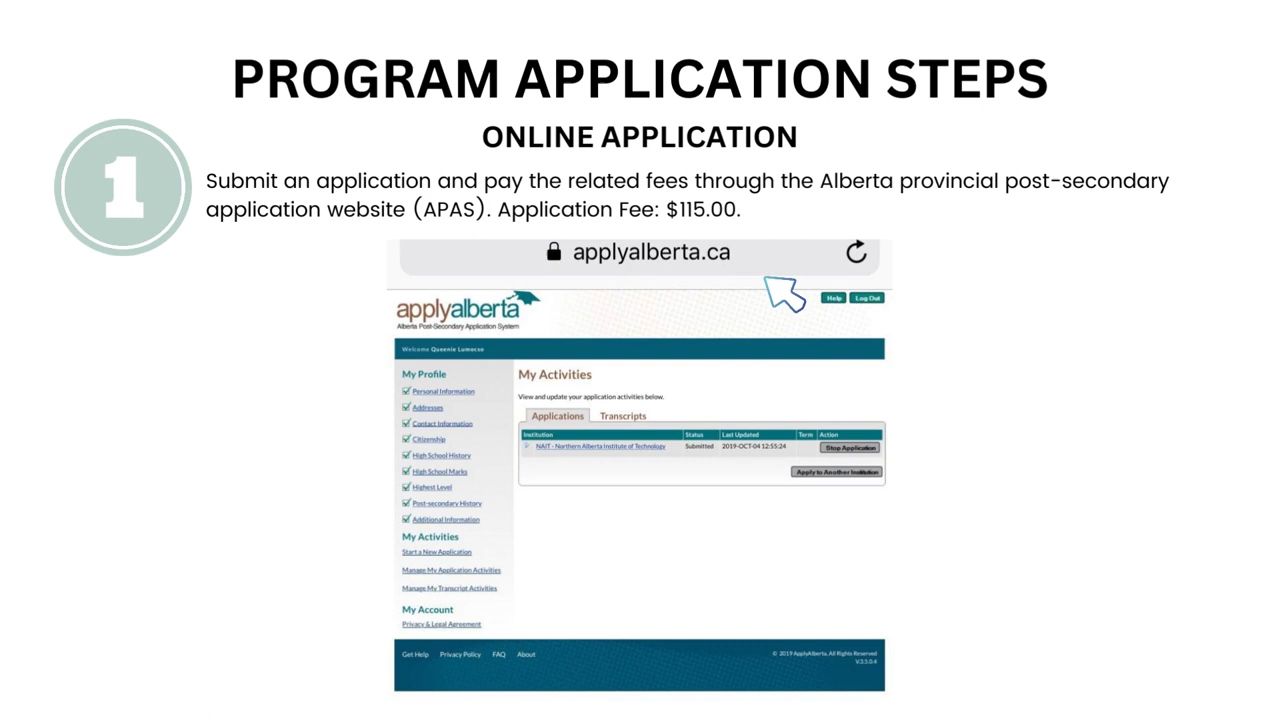 PROGRAM APPLICATION STEPS
ONLINE APPLICATION
1
Submit an application and pay the related fees through the Alberta provincial post-secondary
application website (APAS). Application Fee: $115.00.
applyalberta.ca
applyalberta
Alberta Post-Secondary Application System
Help Log Out
Welcome Queenie Lumocso
My Profile
Personal Information
Addresses
Contact Information
Citizenship
High School History
High School Marks
Highest Level
Post-secondary History
Additional Information
My Activities
Start a New Application
Manage My Application Activities
Manage My Transcript Activities
My Account
Privacy & Legal Agreement
My Activities
View and update your application activities below.
Applications Transcripts
Institution Status Last Updated Term Action
NAIT - Northern Alberta Institute of Technology Submitted 2019-OCT-04 12:55:24 Stop Application
Apply to Another Institution
Get Help Privacy Policy FAQ About
© 2019 ApplyAlberta. All Rights Reserved
V.3.5.0.4